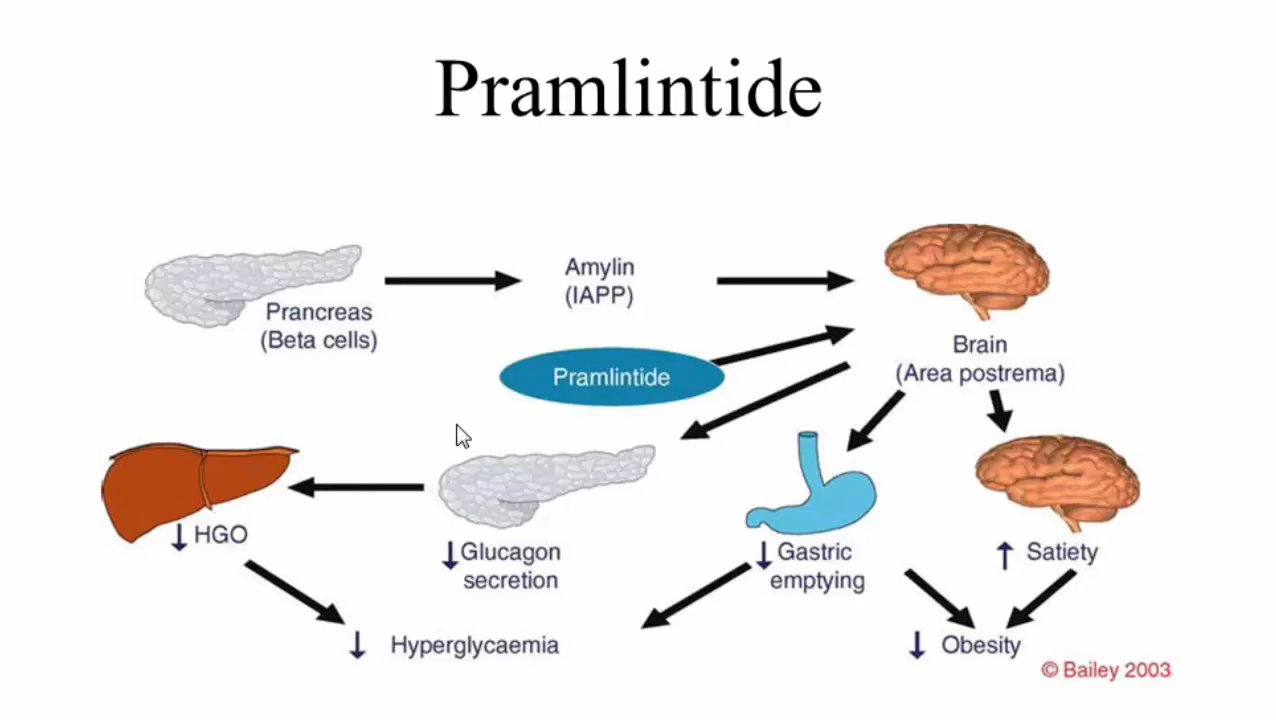 Pramlintide
Amylin
(IAPP)
Prancreas
(Beta cells)
Brain
(Area postrema)
Pramlintide
↓ HGO
↓ Glucagon
secretion
↓ Gastric
emptying
↑ Satiety
↓ Hyperglycaemia
↓ Obesity
© Bailey 2003